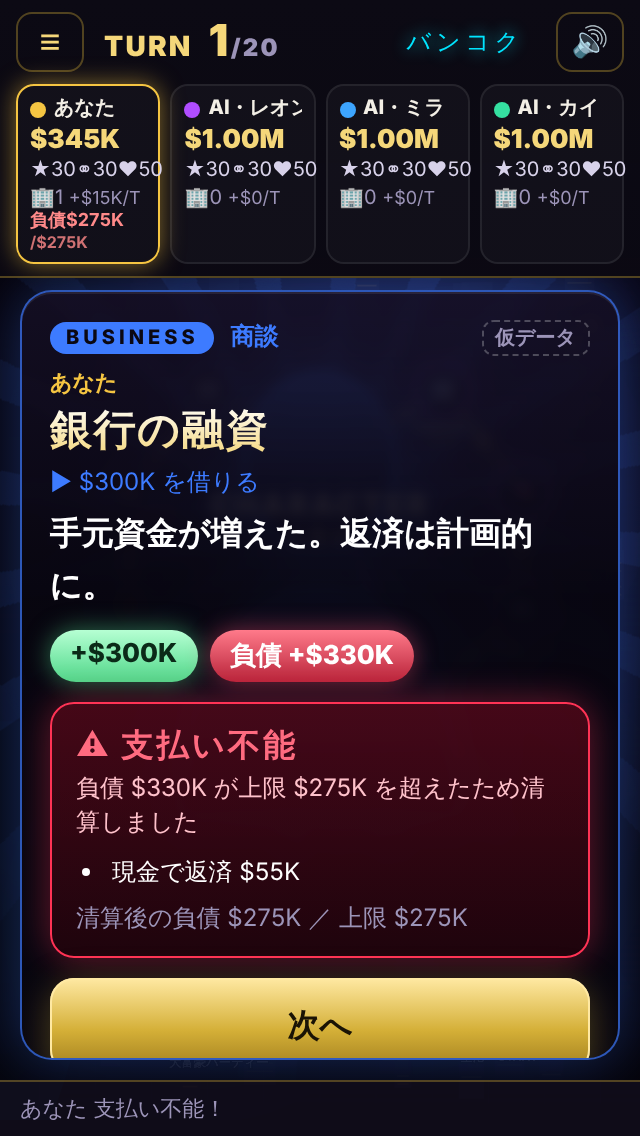 ≡
TURN 1/20
バンコク
🔊
あなた
$345K
★30⚭30♥50
🏢1 +$15K/T
負債$275K
/$275K
AI・レオン
$1.00M
★30⚭30♥50
🏢0 +$0/T
AI・ミラ
$1.00M
★30⚭30♥50
🏢0 +$0/T
AI・カイ
$1.00M
★30⚭30♥50
🏢0 +$0/T
BUSINESS 商談
仮データ
あなた
銀行の融資
▶ $300K を借りる
手元資金が増えた。返済は計画的
に。
+$300K 負債 +$330K
⚠ 支払い不能
負債 $330K が上限 $275K を超えたため清
算しました
• 現金で返済 $55K
清算後の負債 $275K ／ 上限 $275K
次へ
あなた 支払い不能！